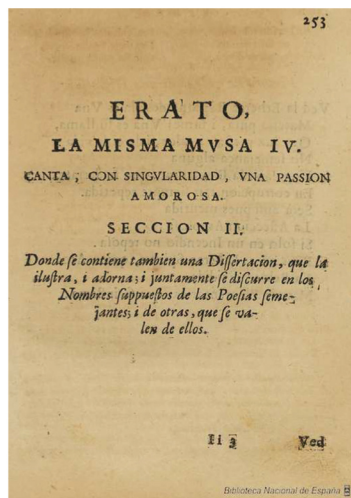 253
ERATO,
LA MISMA MVSA IV.
CANTA, CON SINGVLARIDAD, VNA PASSION
AMOROSA.
SECCION II.
Donde se contiene tambien una Dissertacion, que la
ilustra, i adorna; i juntamente se discurre en los
Nombres suppuestos de las Poesias seme-
jantes; i de otras, que se va-
len de ellos.
Ii 3 Ved
Biblioteca Nacional de España